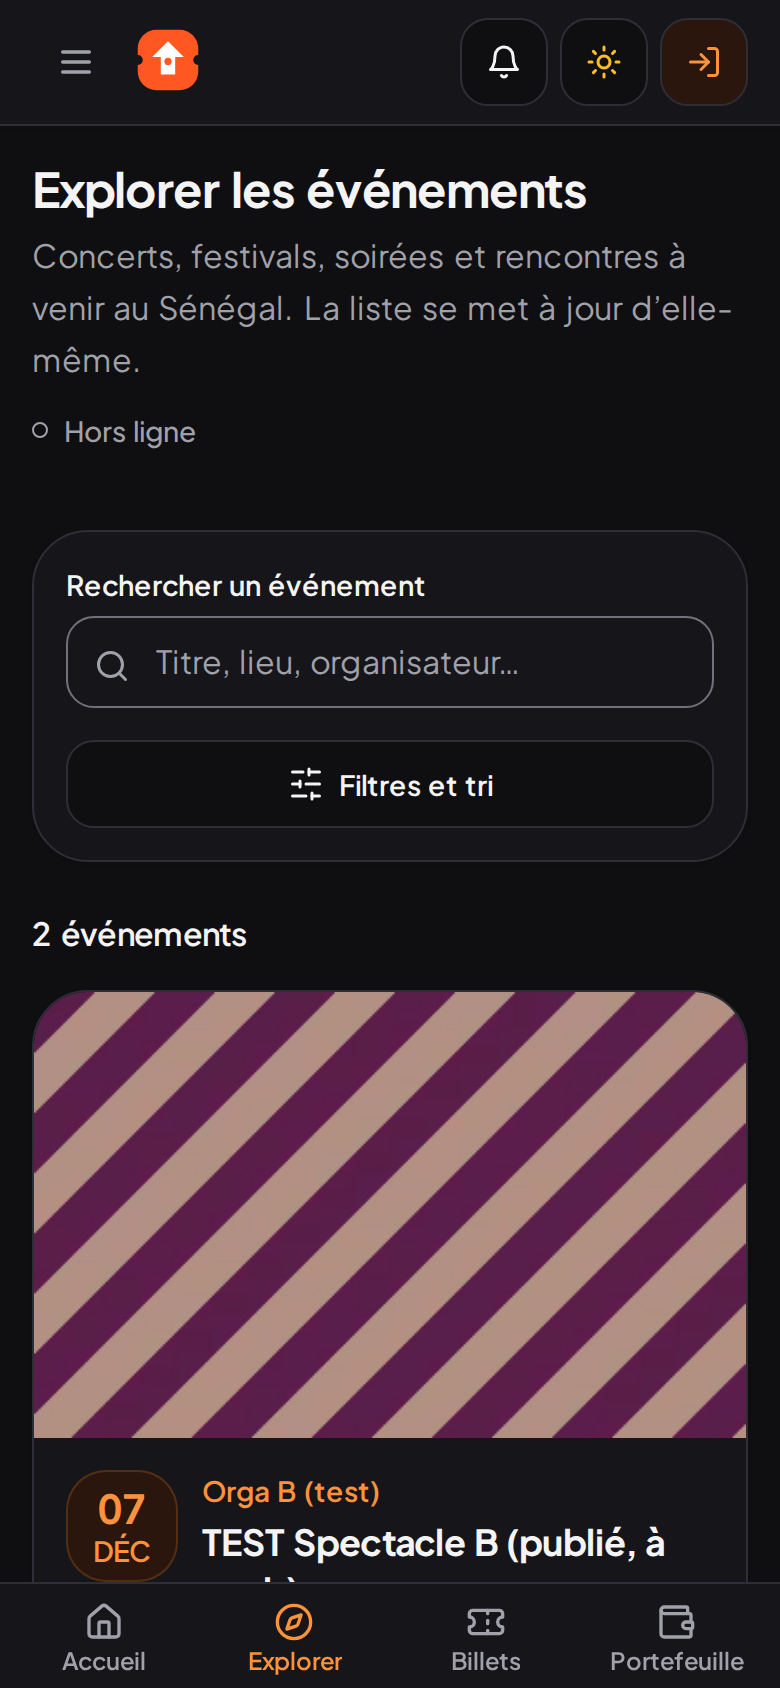 Explorer les événements
Concerts, festivals, soirées et rencontres à
venir au Sénégal. La liste se met à jour d’elle-
même.
Hors ligne
Rechercher un événement
Titre, lieu, organisateur…
Filtres et tri
2 événements
07
DÉC
Orga B (test)
TEST Spectacle B (publié, à
Accueil
Explorer
Billets
Portefeuille